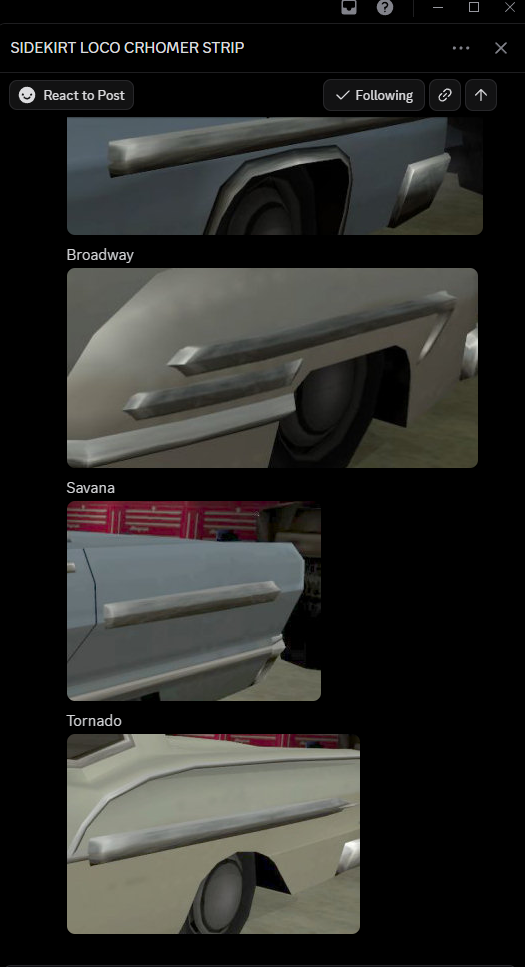 SIDEKIRT LOCO CRHOMER STRIP
React to Post
Following
Broadway
Savana
Tornado